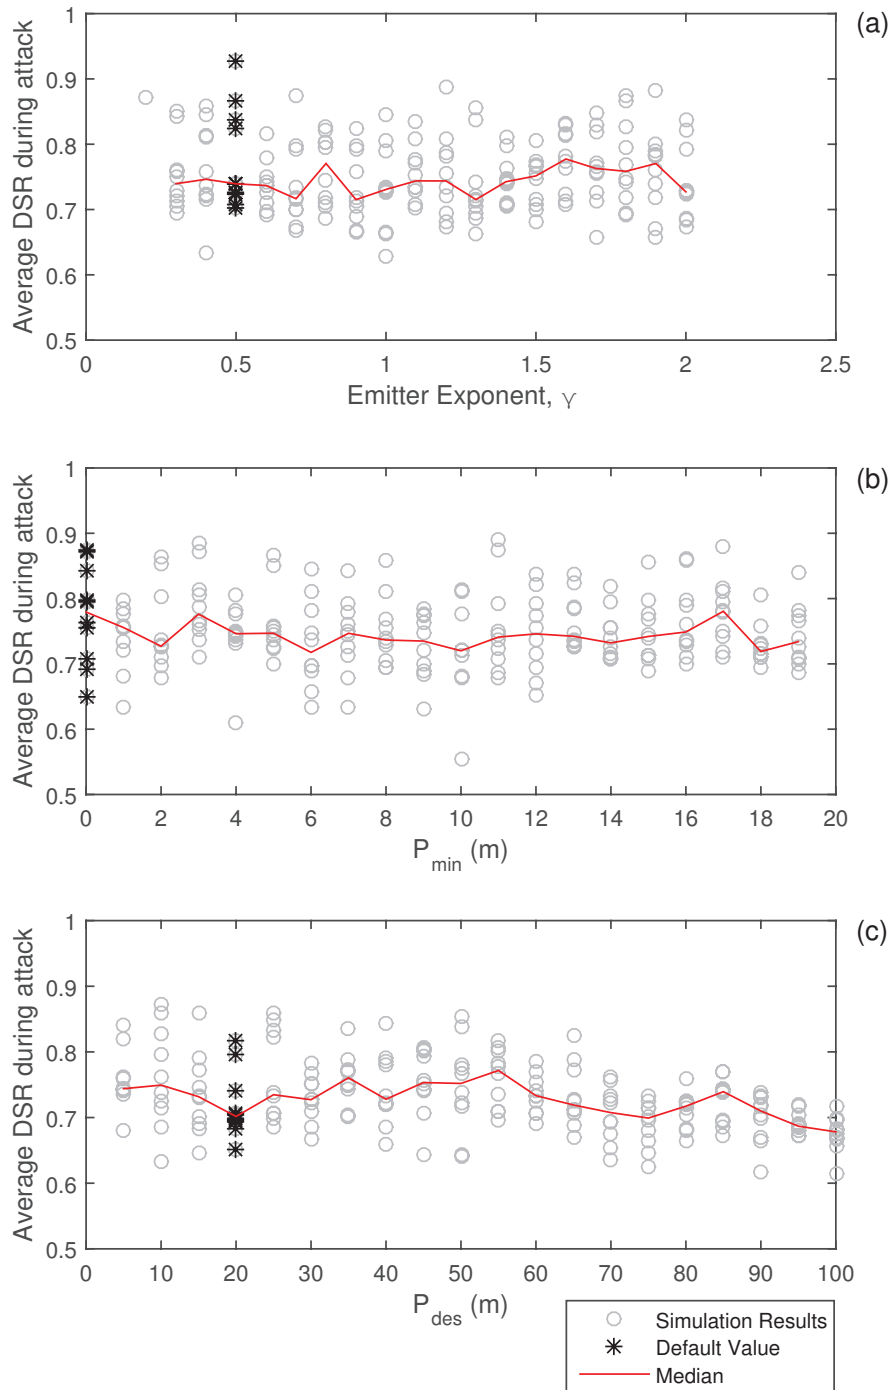 (a)
Average DSR during attack
1
0.9
0.8
0.7
0.6
0.5
0 0.5 1 1.5 2 2.5
Emitter Exponent, γ
(b)
Average DSR during attack
1
0.9
0.8
0.7
0.6
0.5
0 2 4 6 8 10 12 14 16 18 20
P_min (m)
(c)
Average DSR during attack
1
0.9
0.8
0.7
0.6
0.5
0 10 20 30 40 50 60 70 80 90 100
P_des (m)
Simulation Results
Default Value
Median